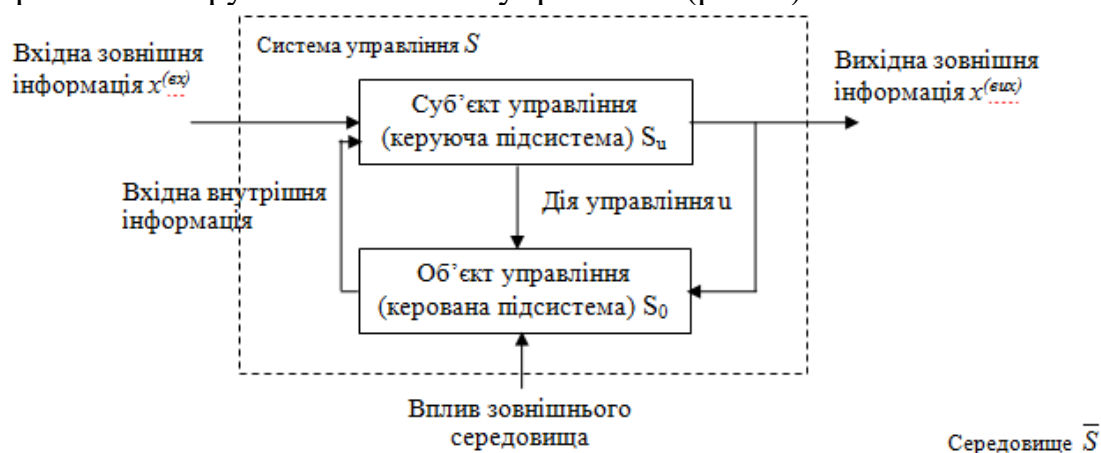 Система управління S
Вхідна зовнішня
інформація x(вх)
Суб’єкт управління
(керуюча підсистема) Su
Вихідна зовнішня
інформація x(вих)
Вхідна внутрішня
інформація
Дія управління u
Об’єкт управління
(керована підсистема) S0
Вплив зовнішнього
середовища
Середовище S̅